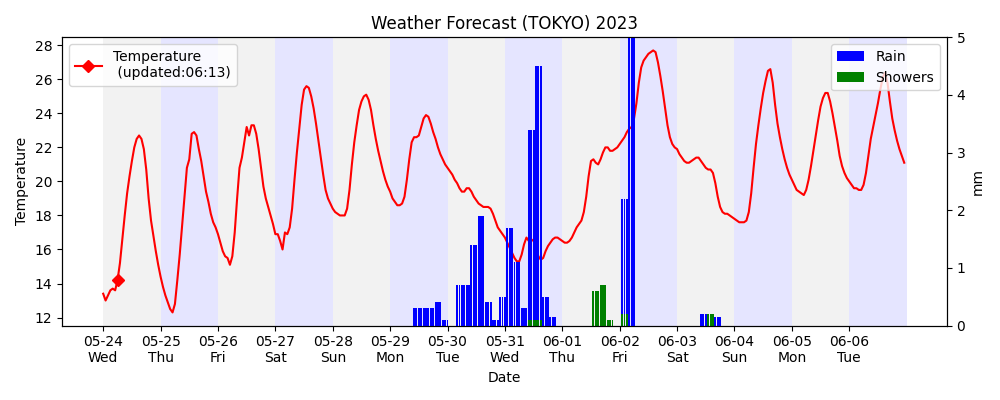 Weather Forecast (TOKYO) 2023
Temperature
(updated:06:13)
Rain
Showers
28
26
24
22
20
18
16
14
12
Temperature
5
4
3
2
1
0
mm
05-24 05-25 05-26 05-27 05-28 05-29 05-30 05-31 06-01 06-02 06-03 06-04 06-05 06-06
Wed Thu Fri Sat Sun Mon Tue Wed Thu Fri Sat Sun Mon Tue
Date